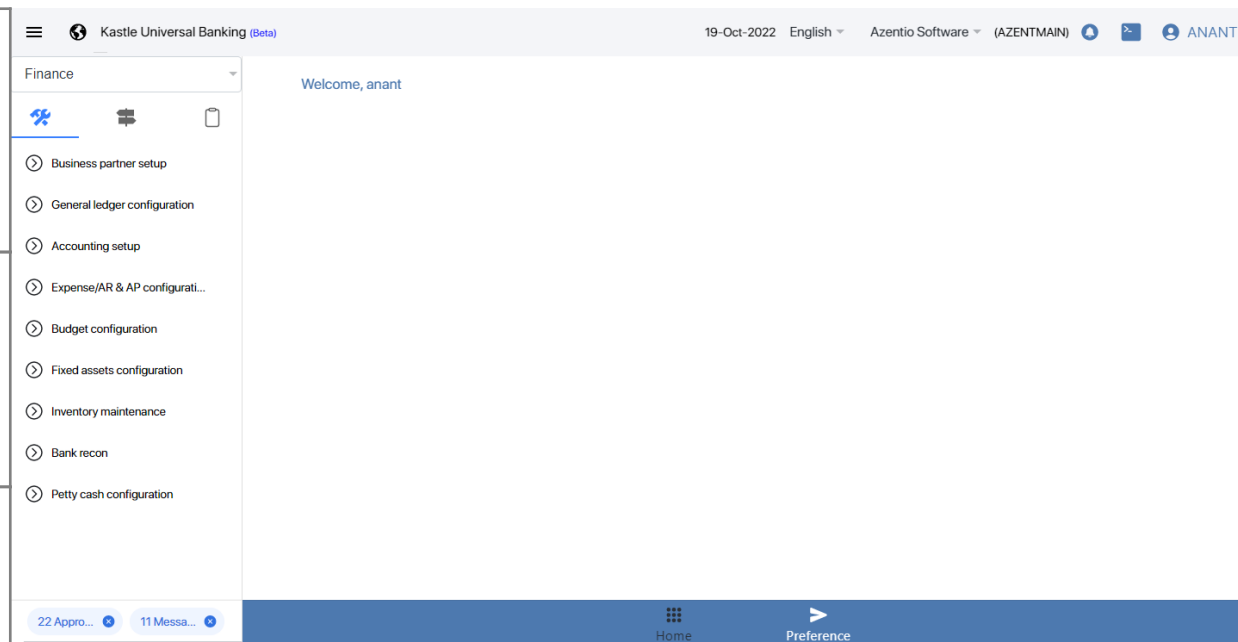 Kastle Universal Banking (Beta)
19-Oct-2022 English Azentio Software (AZENTMAIN) ANANT
Finance
Welcome, anant
Business partner setup
General ledger configuration
Accounting setup
Expense/AR & AP configurati...
Budget configuration
Fixed assets configuration
Inventory maintenance
Bank recon
Petty cash configuration
22 Appro... 11 Messa...
Home Preference